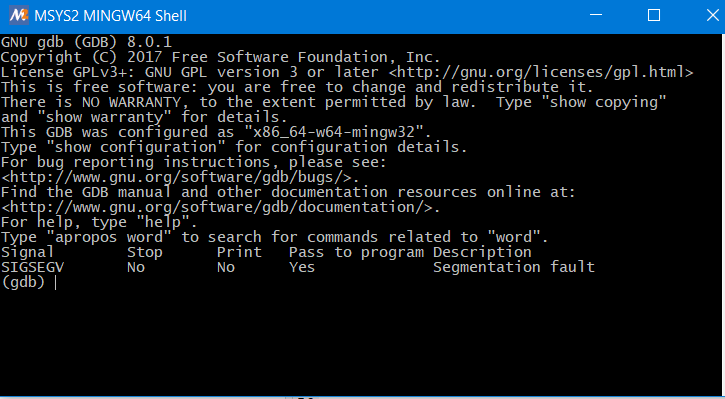 MSYS2 MINGW64 Shell
GNU gdb (GDB) 8.0.1
Copyright (C) 2017 Free Software Foundation, Inc.
License GPLv3+: GNU GPL version 3 or later <http://gnu.org/licenses/gpl.html>
This is free software: you are free to change and redistribute it.
There is NO WARRANTY, to the extent permitted by law.  Type "show copying"
and "show warranty" for details.
This GDB was configured as "x86_64-w64-mingw32".
Type "show configuration" for configuration details.
For bug reporting instructions, please see:
<http://www.gnu.org/software/gdb/bugs/>.
Find the GDB manual and other documentation resources online at:
<http://www.gnu.org/software/gdb/documentation/>.
For help, type "help".
Type "apropos word" to search for commands related to "word".
Signal        Stop      Print   Pass to program Description
SIGSEGV       No        No      Yes             Segmentation fault
(gdb)